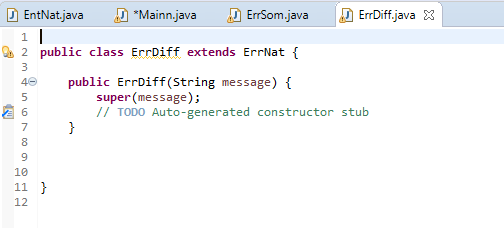 EntNat.java *Mainn.java ErrSom.java ErrDiff.java
1
2 public class ErrDiff extends ErrNat {
3
4 public ErrDiff(String message) {
5 super(message);
6 // TODO Auto-generated constructor stub
7 }
8
9
10
11 }
12